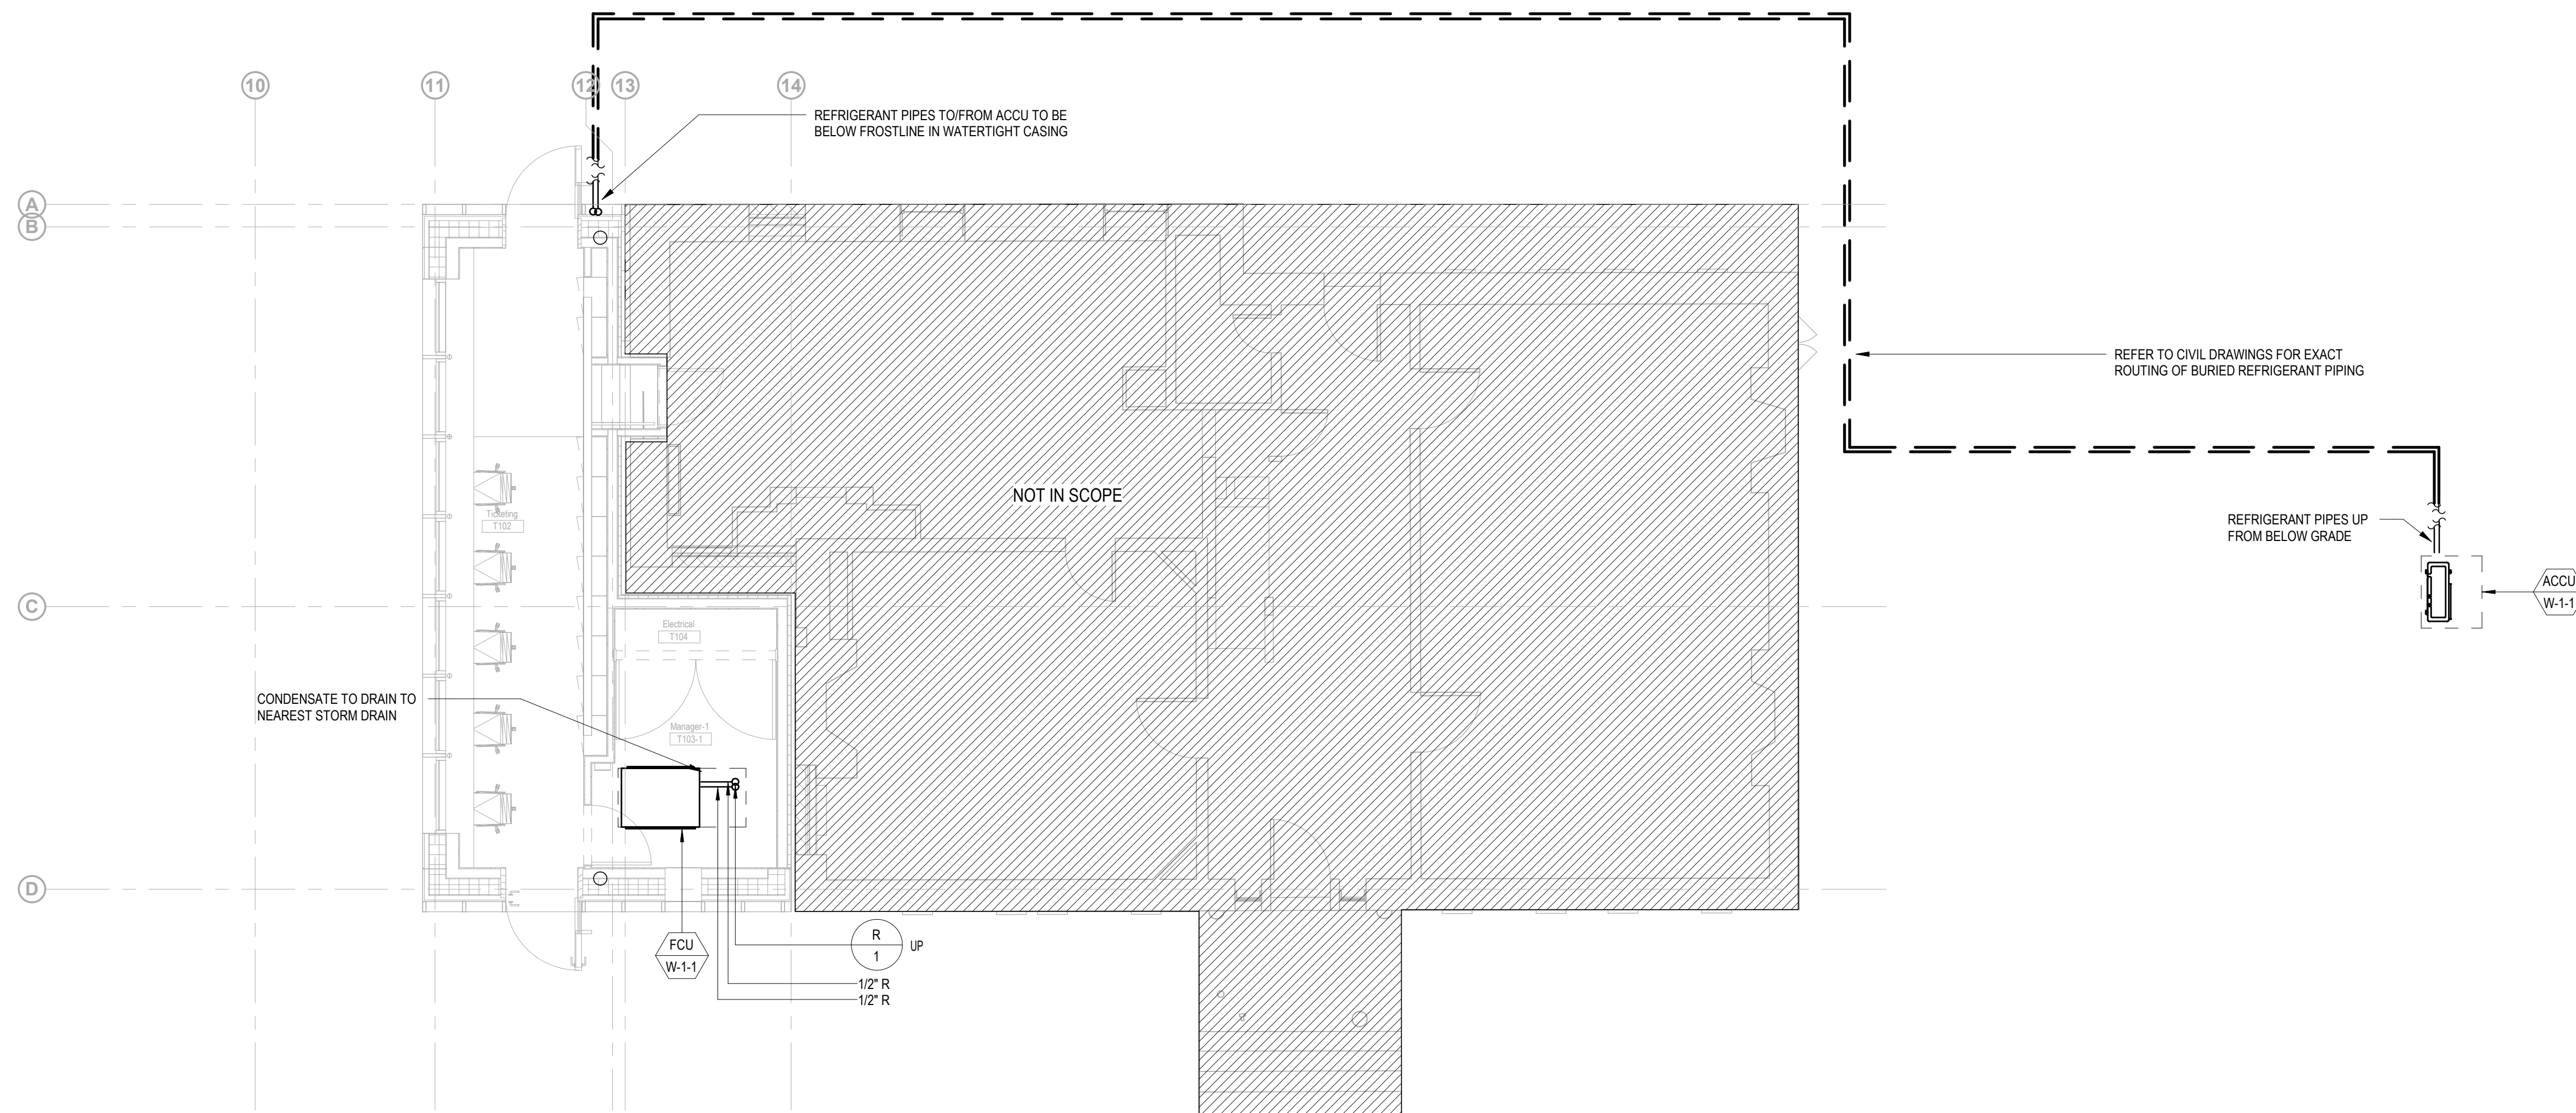 10
11
12
13
14
REFRIGERANT PIPES TO/FROM ACCU TO BE
BELOW FROSTLINE IN WATERTIGHT CASING
A
B
REFER TO CIVIL DRAWINGS FOR EXACT
ROUTING OF BURIED REFRIGERANT PIPING
NOT IN SCOPE
Ticketing
T102
REFRIGERANT PIPES UP
FROM BELOW GRADE
ACCU
W-1-1
C
Electrical
T104
CONDENSATE TO DRAIN TO
NEAREST STORM DRAIN
Manager-1
T103-1
D
FCU
W-1-1
R
1
UP
1/2" R
1/2" R